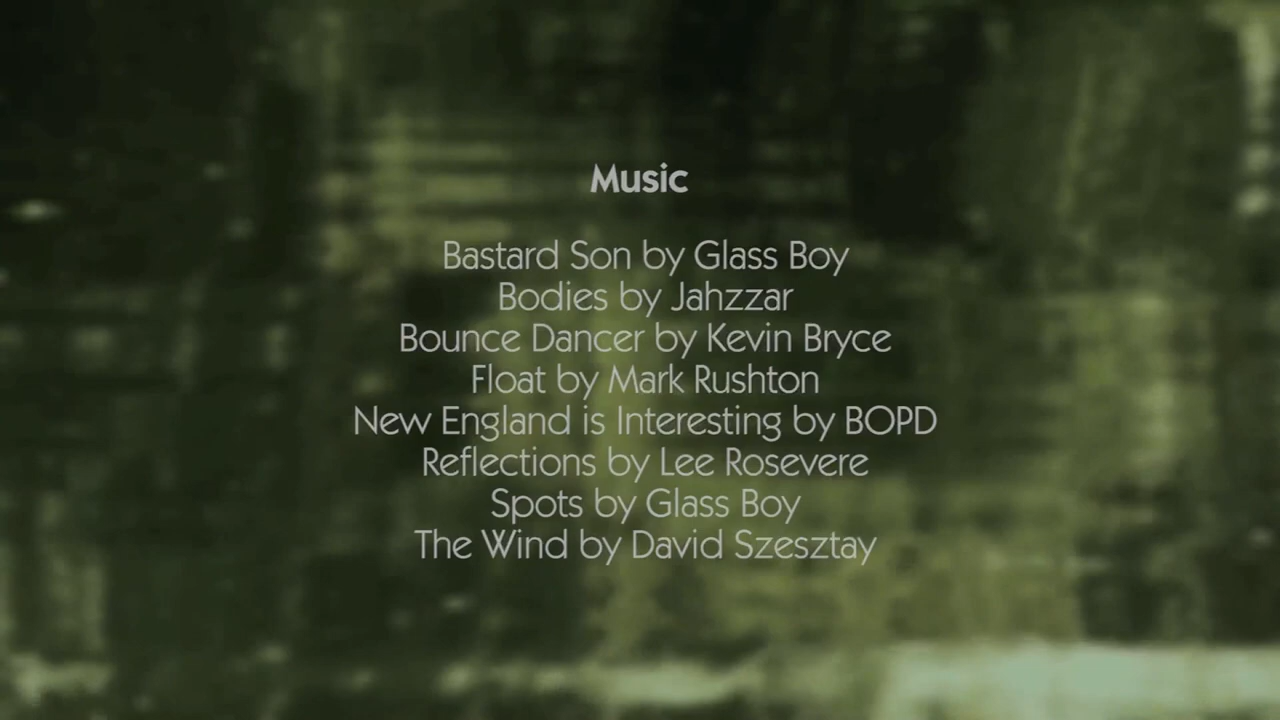 Music
Bastard Son by Glass Boy
Bodies by Jahzzar
Bounce Dancer by Kevin Bryce
Float by Mark Rushton
New England is Interesting by BOPD
Reflections by Lee Rosevere
Spots by Glass Boy
The Wind by David Szesztay